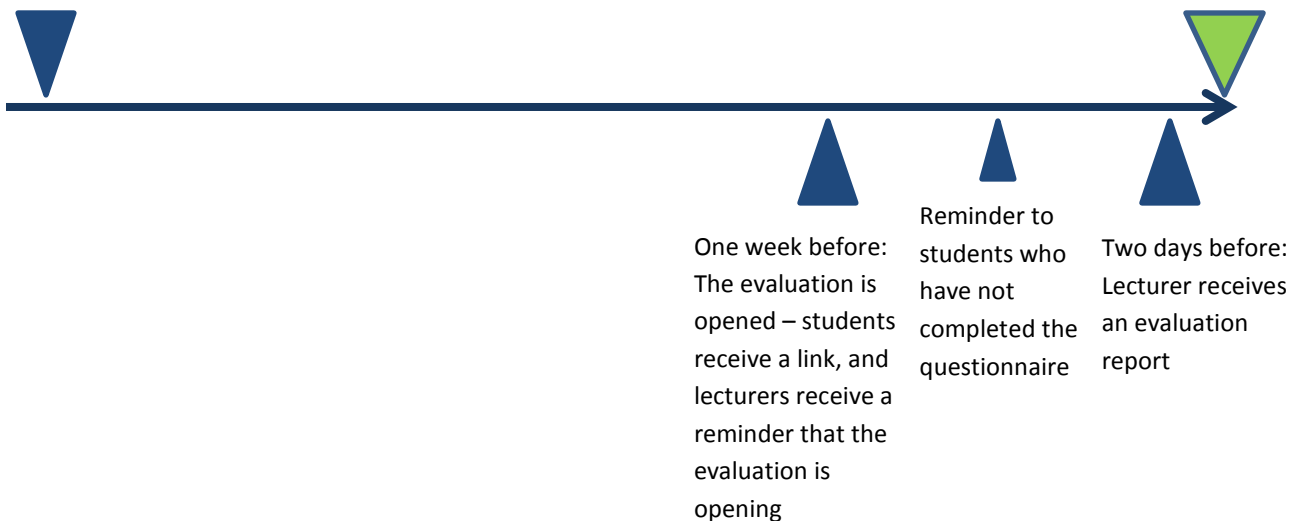 One week before:
The evaluation is
opened – students
receive a link, and
lecturers receive a
reminder that the
evaluation is
opening
Reminder to
students who
have not
completed the
questionnaire
Two days before:
Lecturer receives
an evaluation
report